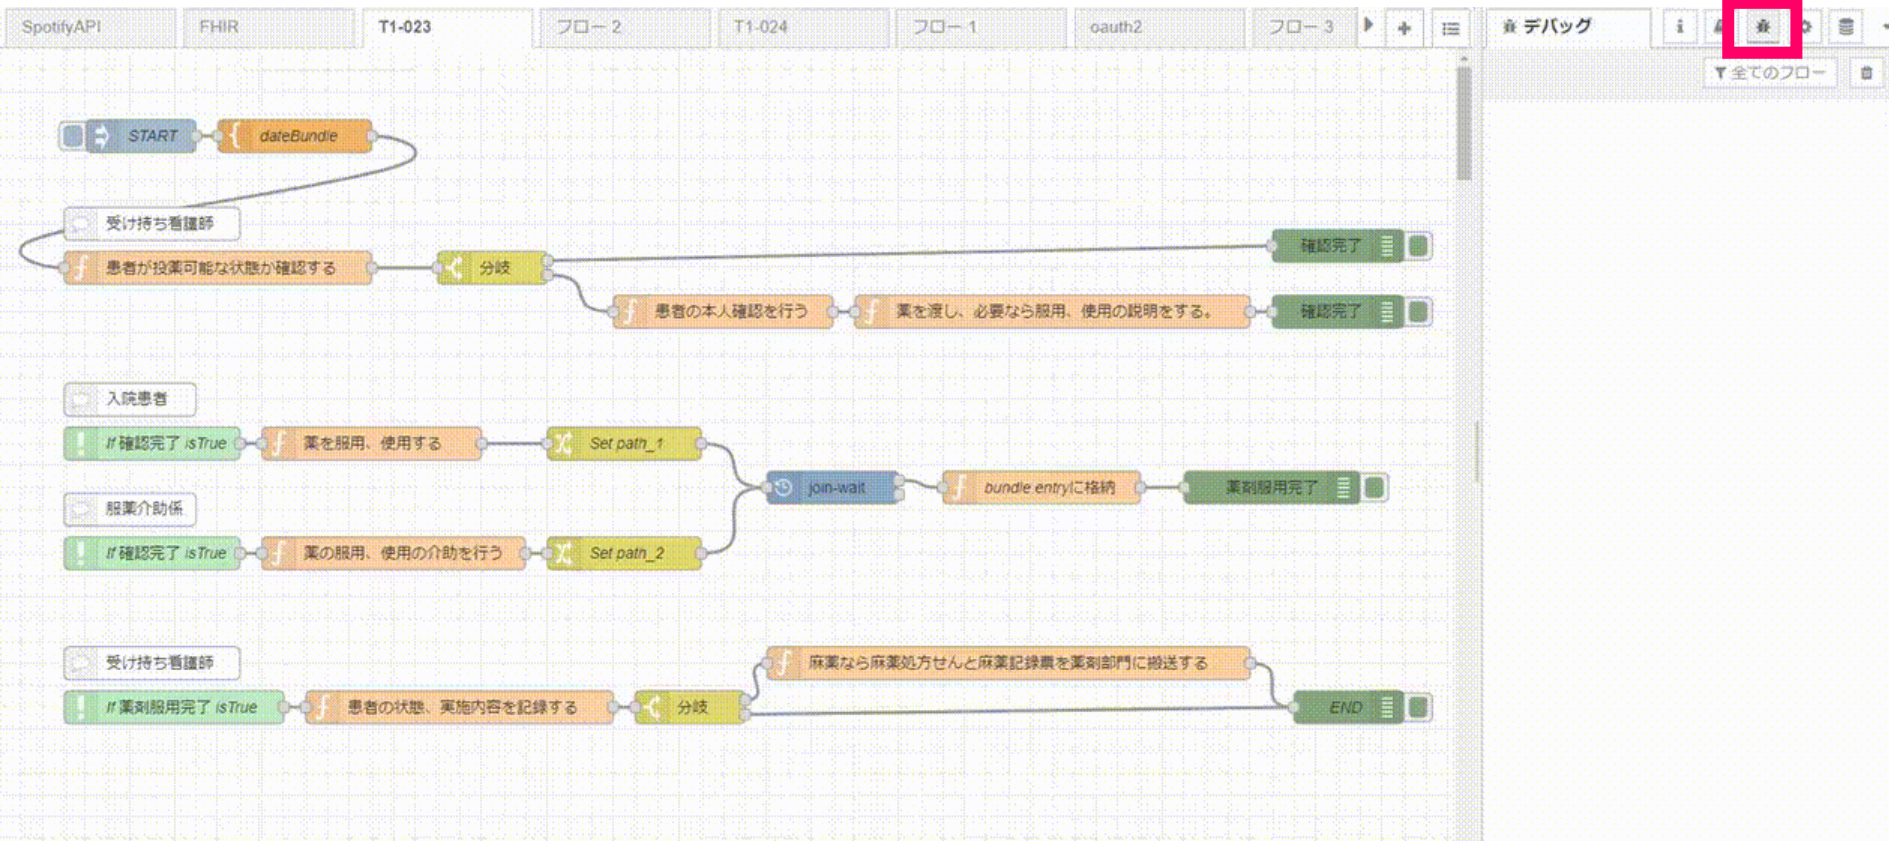 SpotifyAPI
FHIR
T1-023
フロー 2
T1-024
フロー 1
oauth2
フロー 3
デバッグ
全てのフロー
START
dateBundle
受け持ち看護師
患者が投薬可能な状態か確認する
分岐
確認完了
患者の本人確認を行う
薬を渡し、必要なら服用、使用の説明をする。
確認完了
入院患者
If 確認完了 isTrue
薬を服用、使用する
Set path_1
join-wait
bundle.entryに格納
薬剤服用完了
服薬介助係
If 確認完了 isTrue
薬の服用、使用の介助を行う
Set path_2
受け持ち看護師
麻薬なら麻薬処方せんと麻薬記録票を薬剤部門に搬送する
If 薬剤服用完了 isTrue
患者の状態、実施内容を記録する
分岐
END